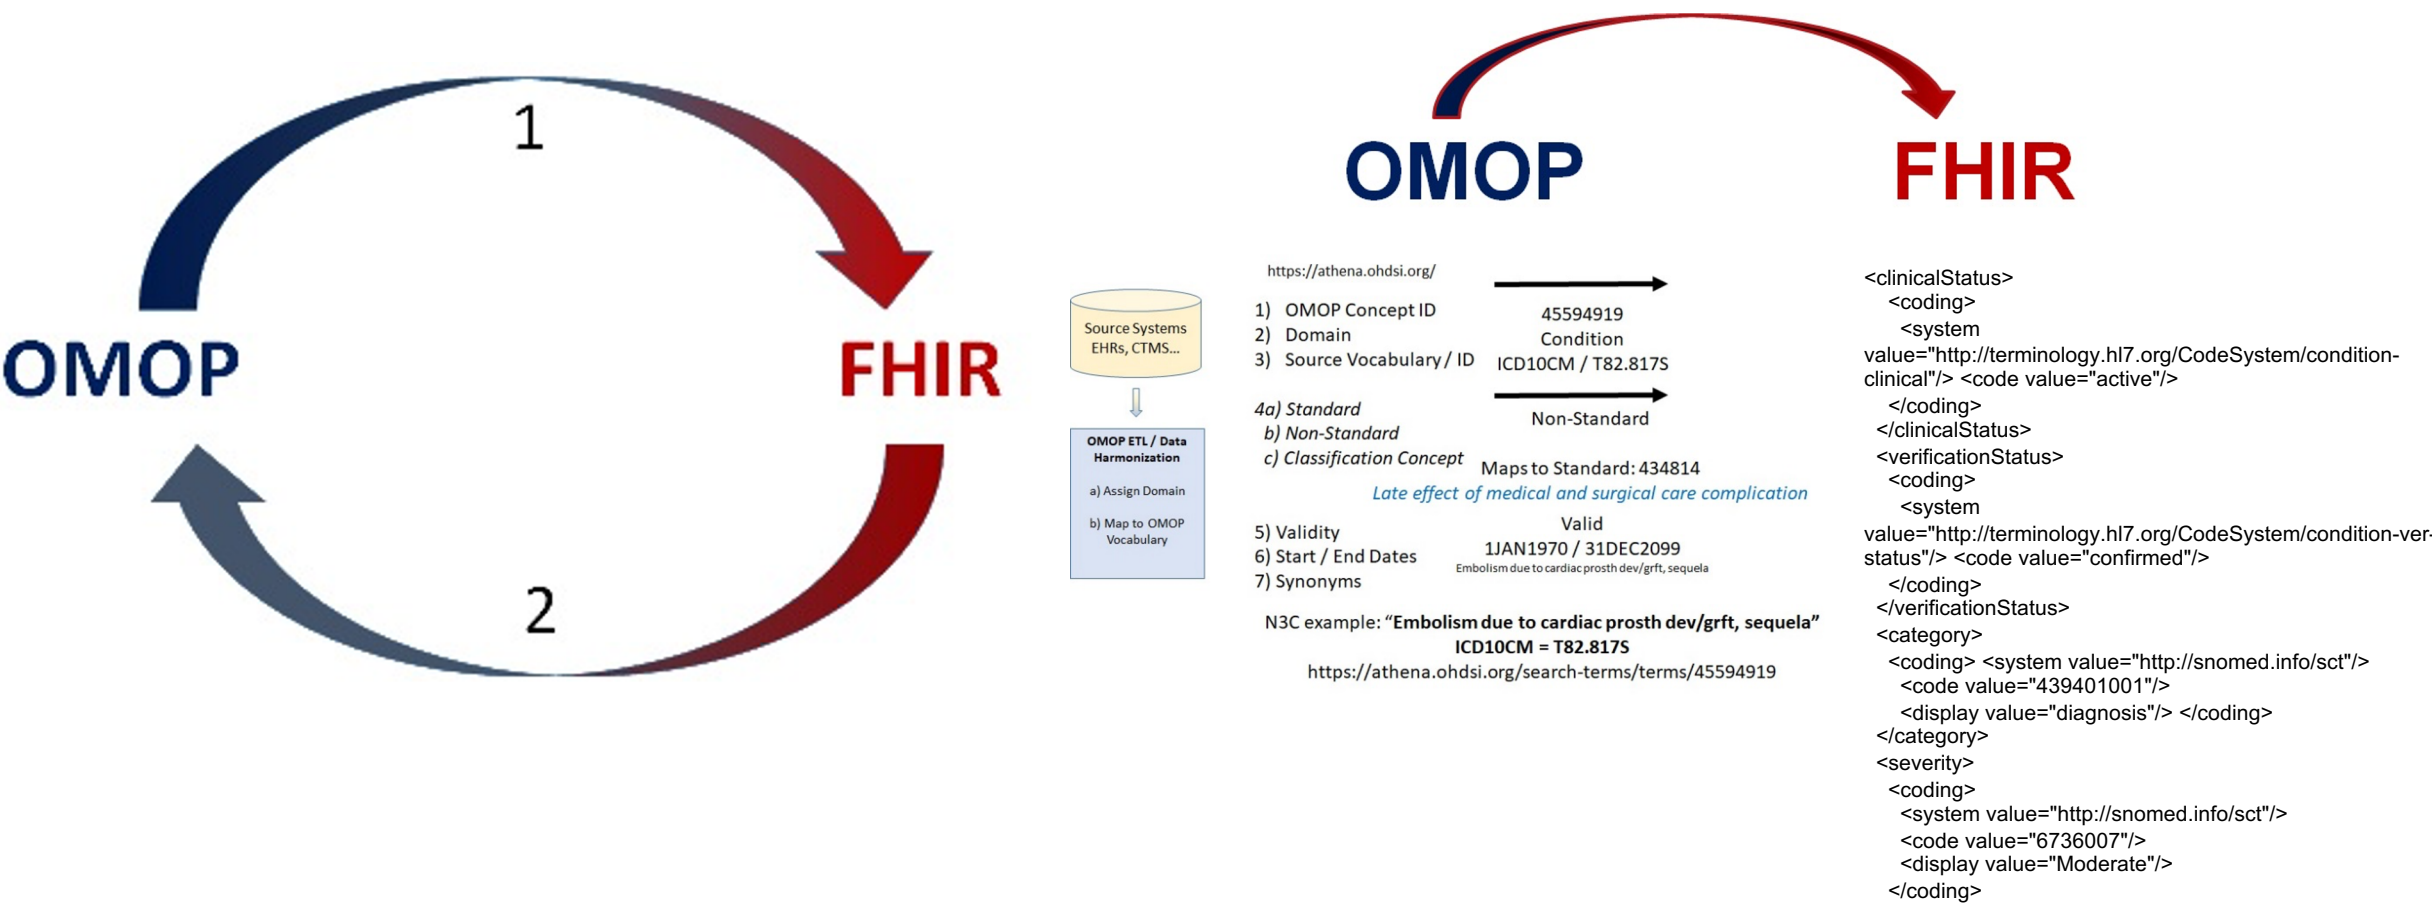 1
OMOP
FHIR
2
OMOP
FHIR
Source Systems
EHRs, CTMS...
OMOP ETL / Data
Harmonization
a) Assign Domain
b) Map to OMOP
Vocabulary
https://athena.ohdsi.org/
1) OMOP Concept ID
45594919
2) Domain
Condition
3) Source Vocabulary / ID
ICD10CM / T82.817S
4a) Standard
Non-Standard
b) Non-Standard
c) Classification Concept
Maps to Standard: 434814
Late effect of medical and surgical care complication
5) Validity
Valid
6) Start / End Dates
1JAN1970 / 31DEC2099
7) Synonyms
Embolism due to cardiac prosth dev/grft, sequela
N3C example: “Embolism due to cardiac prosth dev/grft, sequela”
ICD10CM = T82.817S
https://athena.ohdsi.org/search-terms/terms/45594919
<clinicalStatus>
<coding>
<system
value="http://terminology.hl7.org/CodeSystem/condition-
clinical"/> <code value="active"/>
</coding>
</clinicalStatus>
<verificationStatus>
<coding>
<system
value="http://terminology.hl7.org/CodeSystem/condition-ver-
status"/> <code value="confirmed"/>
</coding>
</verificationStatus>
<category>
<coding> <system value="http://snomed.info/sct"/>
<code value="439401001"/>
<display value="diagnosis"/> </coding>
</category>
<severity>
<coding>
<system value="http://snomed.info/sct"/>
<code value="6736007"/>
<display value="Moderate"/>
</coding>